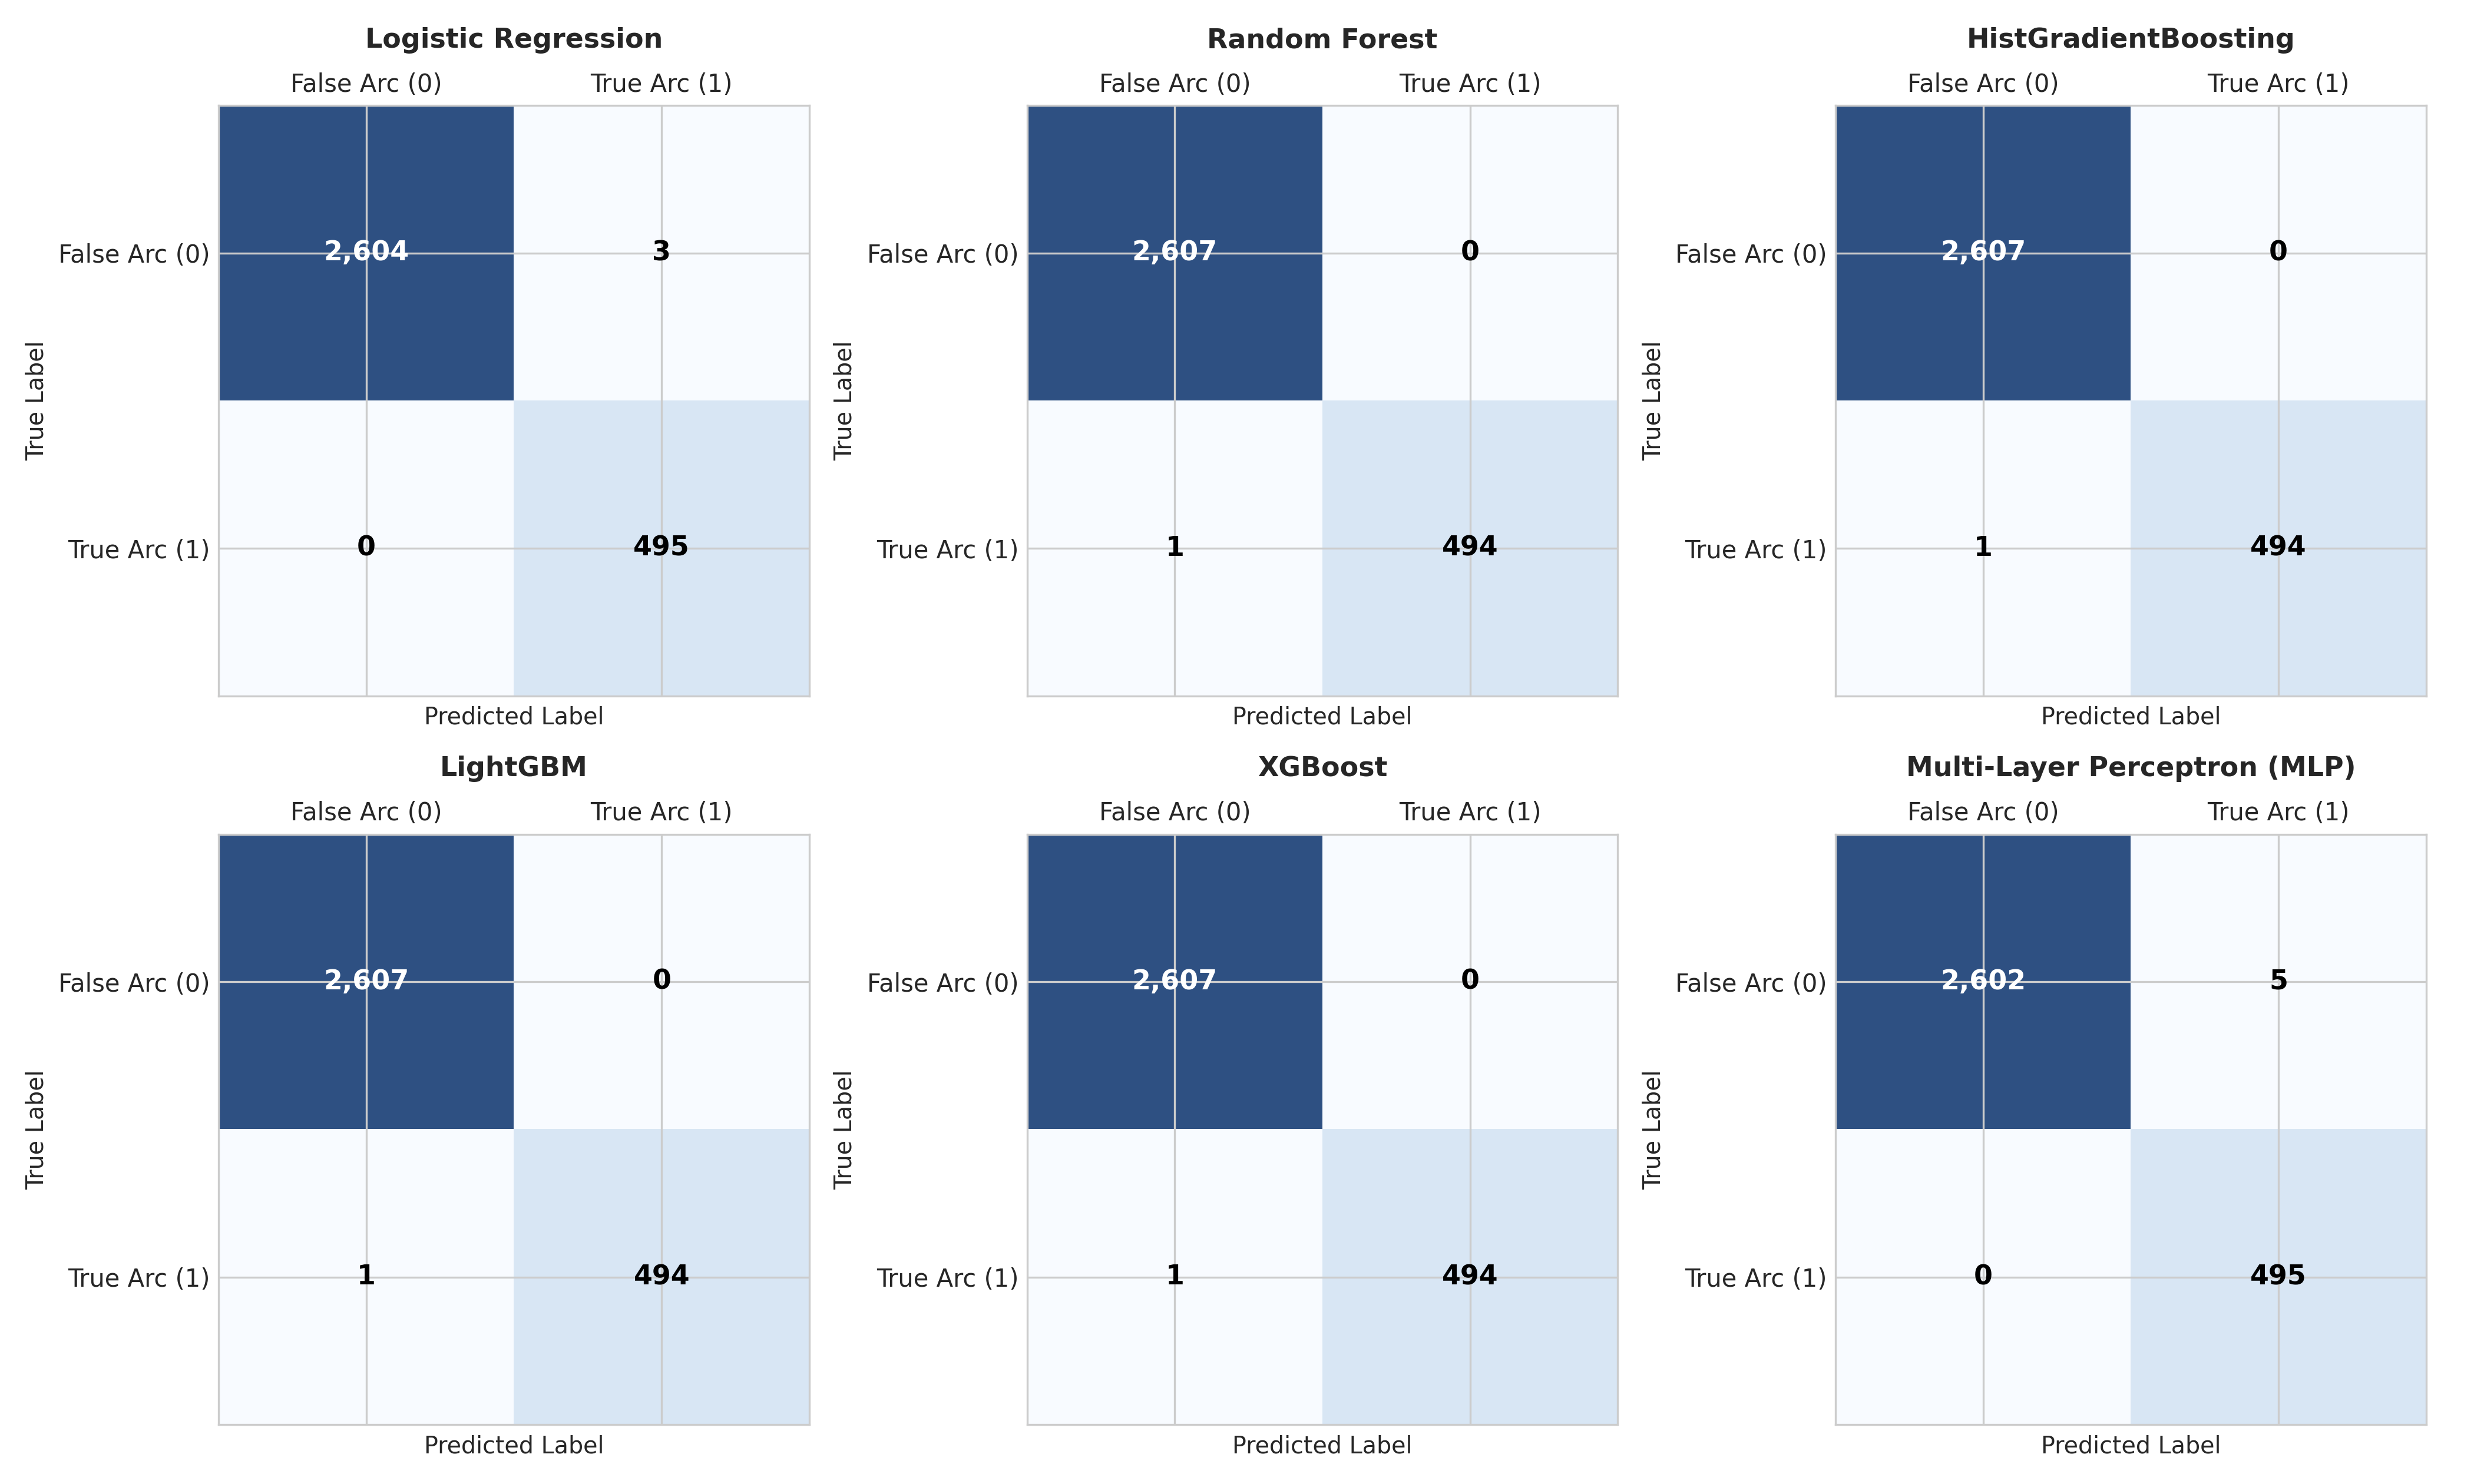 Logistic Regression
False Arc (0) True Arc (1)
False Arc (0) 2,604 3
True Label
True Arc (1) 0 495
Predicted Label
Random Forest
False Arc (0) True Arc (1)
False Arc (0) 2,607 0
True Label
True Arc (1) 1 494
Predicted Label
HistGradientBoosting
False Arc (0) True Arc (1)
False Arc (0) 2,607 0
True Label
True Arc (1) 1 494
Predicted Label
LightGBM
False Arc (0) True Arc (1)
False Arc (0) 2,607 0
True Label
True Arc (1) 1 494
Predicted Label
XGBoost
False Arc (0) True Arc (1)
False Arc (0) 2,607 0
True Label
True Arc (1) 1 494
Predicted Label
Multi-Layer Perceptron (MLP)
False Arc (0) True Arc (1)
False Arc (0) 2,602 5
True Label
True Arc (1) 0 495
Predicted Label